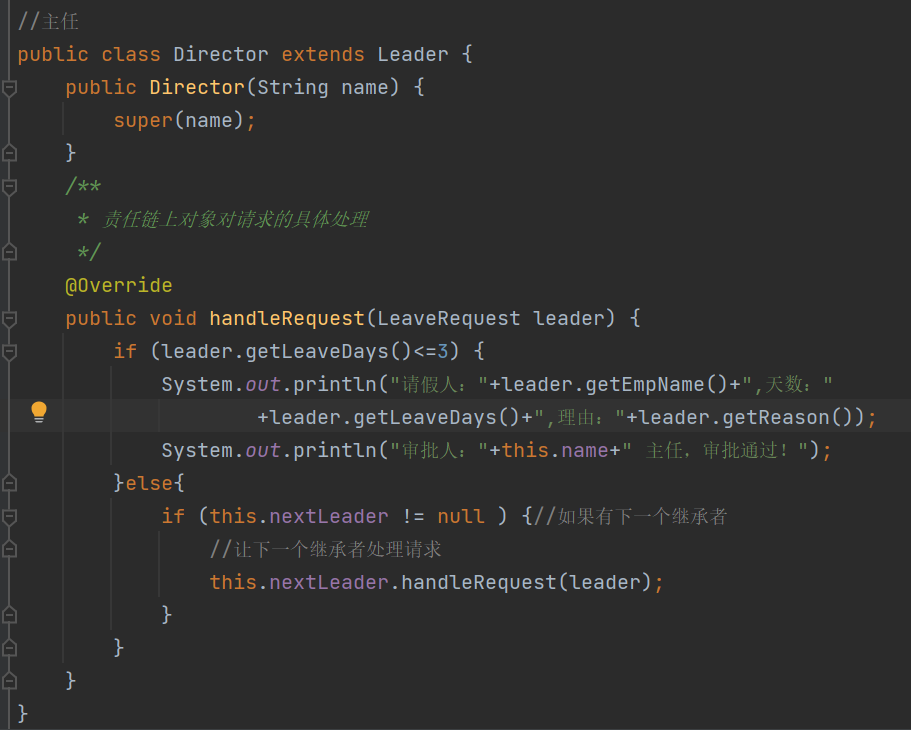 //主任
public class Director extends Leader {
    public Director(String name) {
        super(name);
    }
    /**
     * 责任链上对象对请求的具体处理
     */
    @Override
    public void handleRequest(LeaveRequest leader) {
        if (leader.getLeaveDays()<=3) {
            System.out.println("请假人："+leader.getEmpName()+",天数："
                    +leader.getLeaveDays()+",理由："+leader.getReason());
            System.out.println("审批人："+this.name+" 主任，审批通过！");
        }else{
            if (this.nextLeader != null ) {//如果有下一个继承者
                //让下一个继承者处理请求
                this.nextLeader.handleRequest(leader);
            }
        }
    }
}